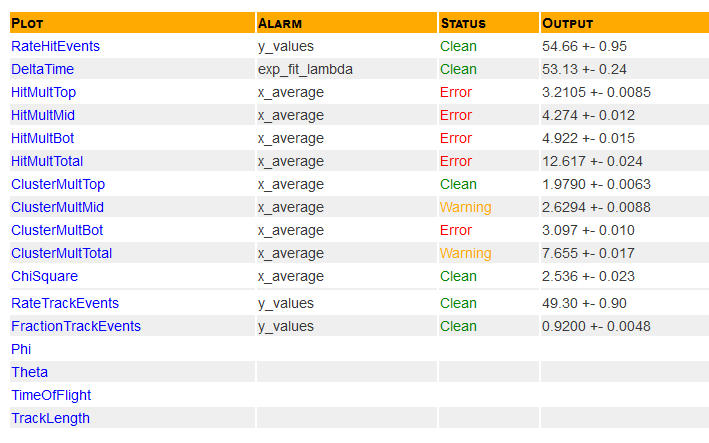 Plot Alarm Status Output
RateHitEvents y_values Clean 54.66 +- 0.95
DeltaTime exp_fit_lambda Clean 53.13 +- 0.24
HitMultTop x_average Error 3.2105 +- 0.0085
HitMultMid x_average Error 4.274 +- 0.012
HitMultBot x_average Error 4.922 +- 0.015
HitMultTotal x_average Error 12.617 +- 0.024
ClusterMultTop x_average Clean 1.9790 +- 0.0063
ClusterMultMid x_average Warning 2.6294 +- 0.0088
ClusterMultBot x_average Error 3.097 +- 0.010
ClusterMultTotal x_average Warning 7.655 +- 0.017
ChiSquare x_average Clean 2.536 +- 0.023
RateTrackEvents y_values Clean 49.30 +- 0.90
FractionTrackEvents y_values Clean 0.9200 +- 0.0048
Phi
Theta
TimeOfFlight
TrackLength